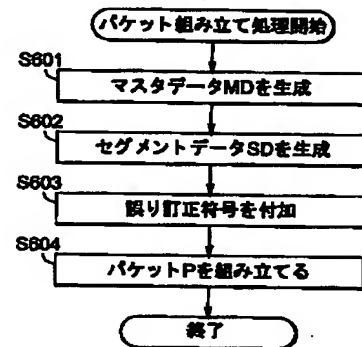 パケット組み立て処理開始
S601
マスタデータMDを生成
S602
セグメントデータSDを生成
S603
誤り訂正符号を付加
S604
パケットPを組み立てる
終了